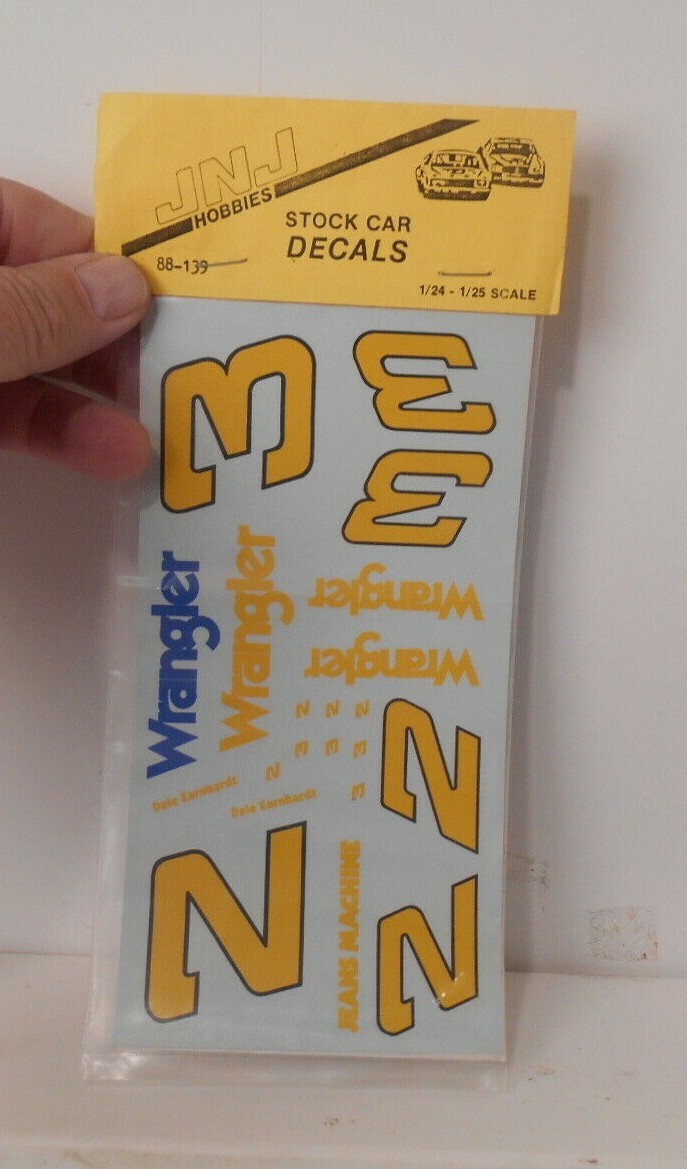 JNJ
HOBBIES
STOCK CAR
DECALS
88-139
1/24 - 1/25 SCALE
3
3
3
Wrangler
Wrangler
Wrangler
Wrangler
2 2 2
3 3 3
2
3
Dale Earnhardt
Dale Earnhardt
2
2
2
JEANS MACHINE